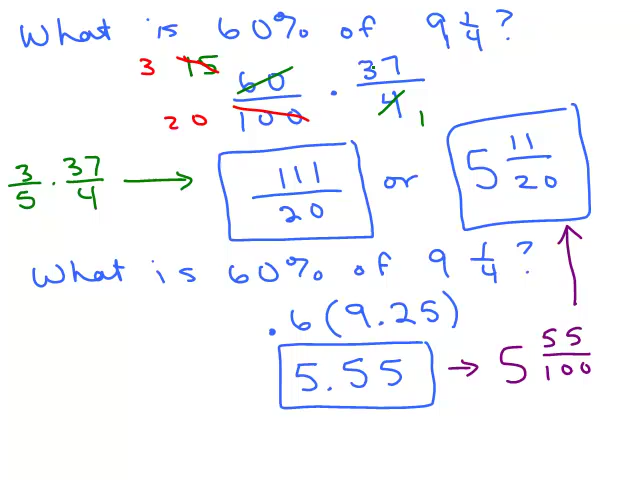 What is 60% of 9 1/4?
3 15 60/100 · 37/4 1
20
3/5 · 37/4 → 111/20 or 5 11/20
What is 60% of 9 1/4?
.6(9.25)
5.55 → 5 55/100